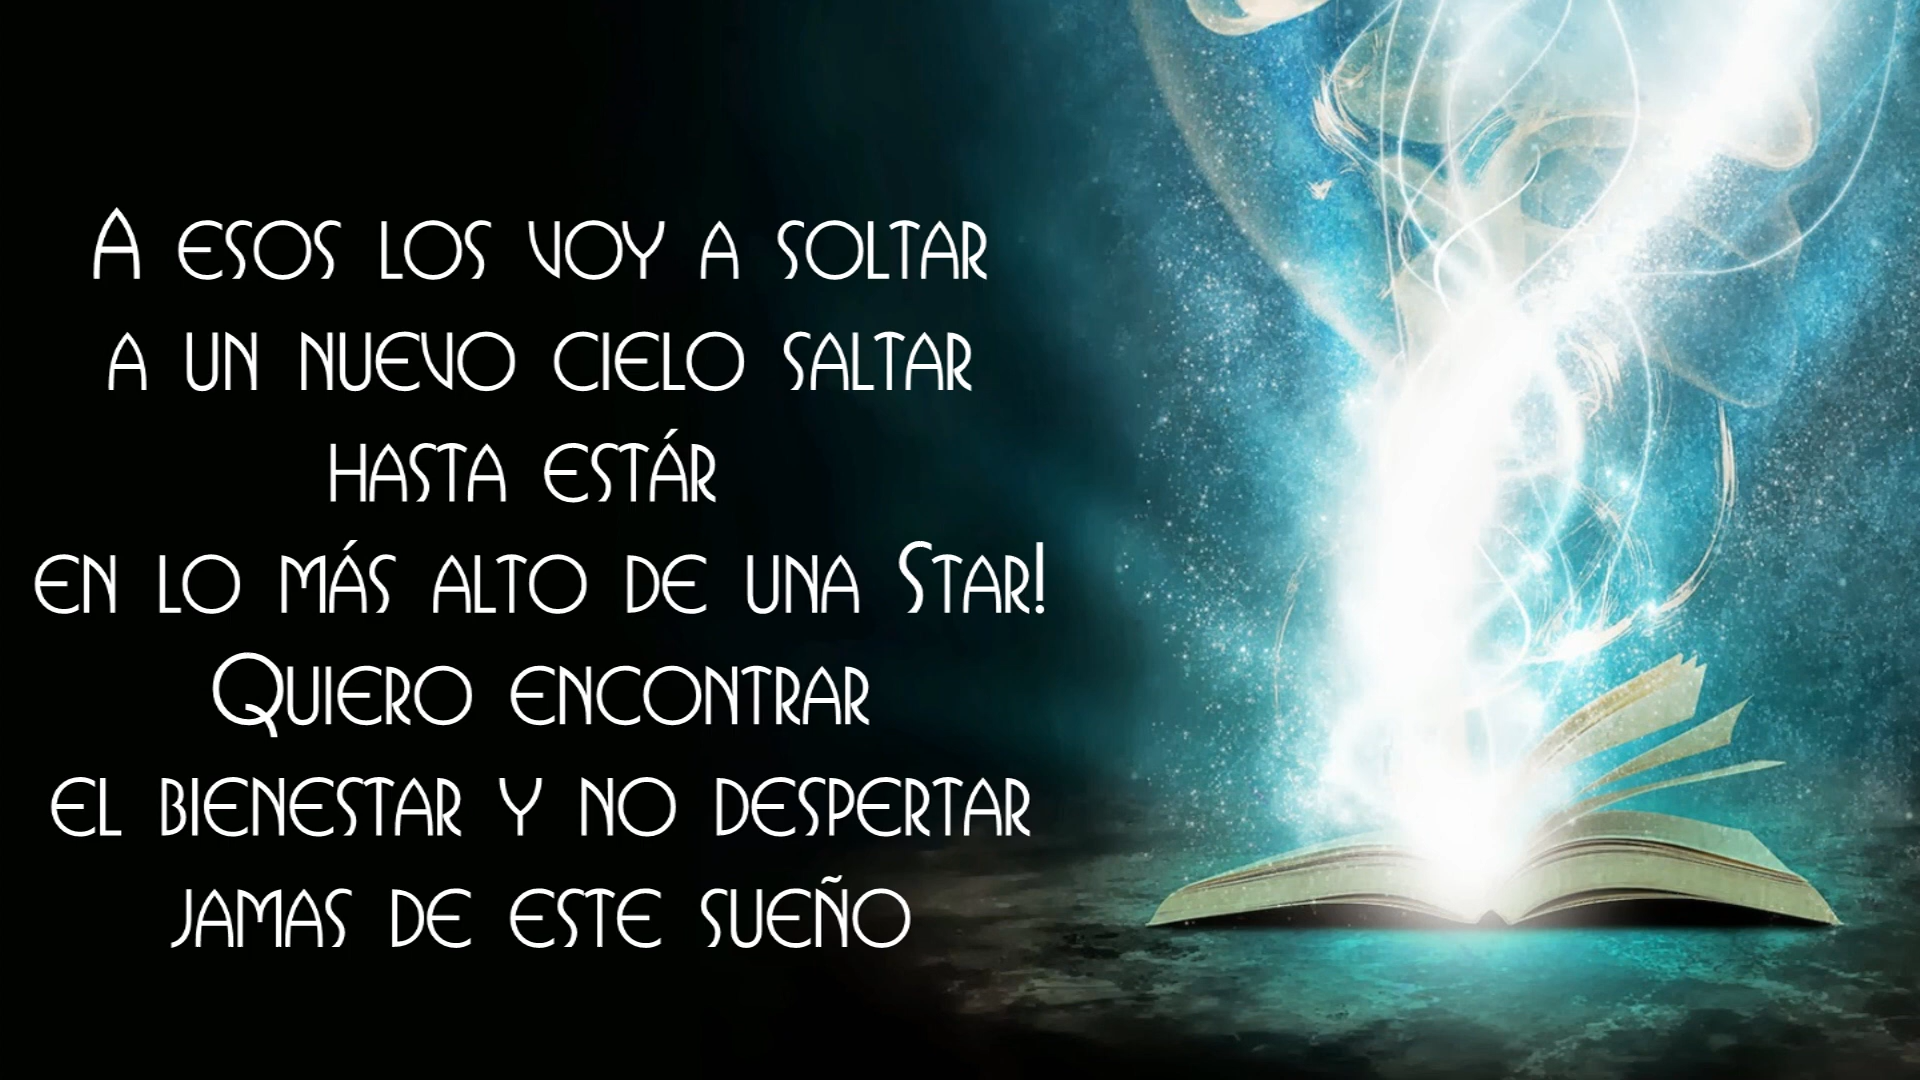 A esos los voy a soltar
a un nuevo cielo saltar
hasta estár
en lo más alto de una Star!
Quiero encontrar
el bienestar y no despertar
jamas de este sueño